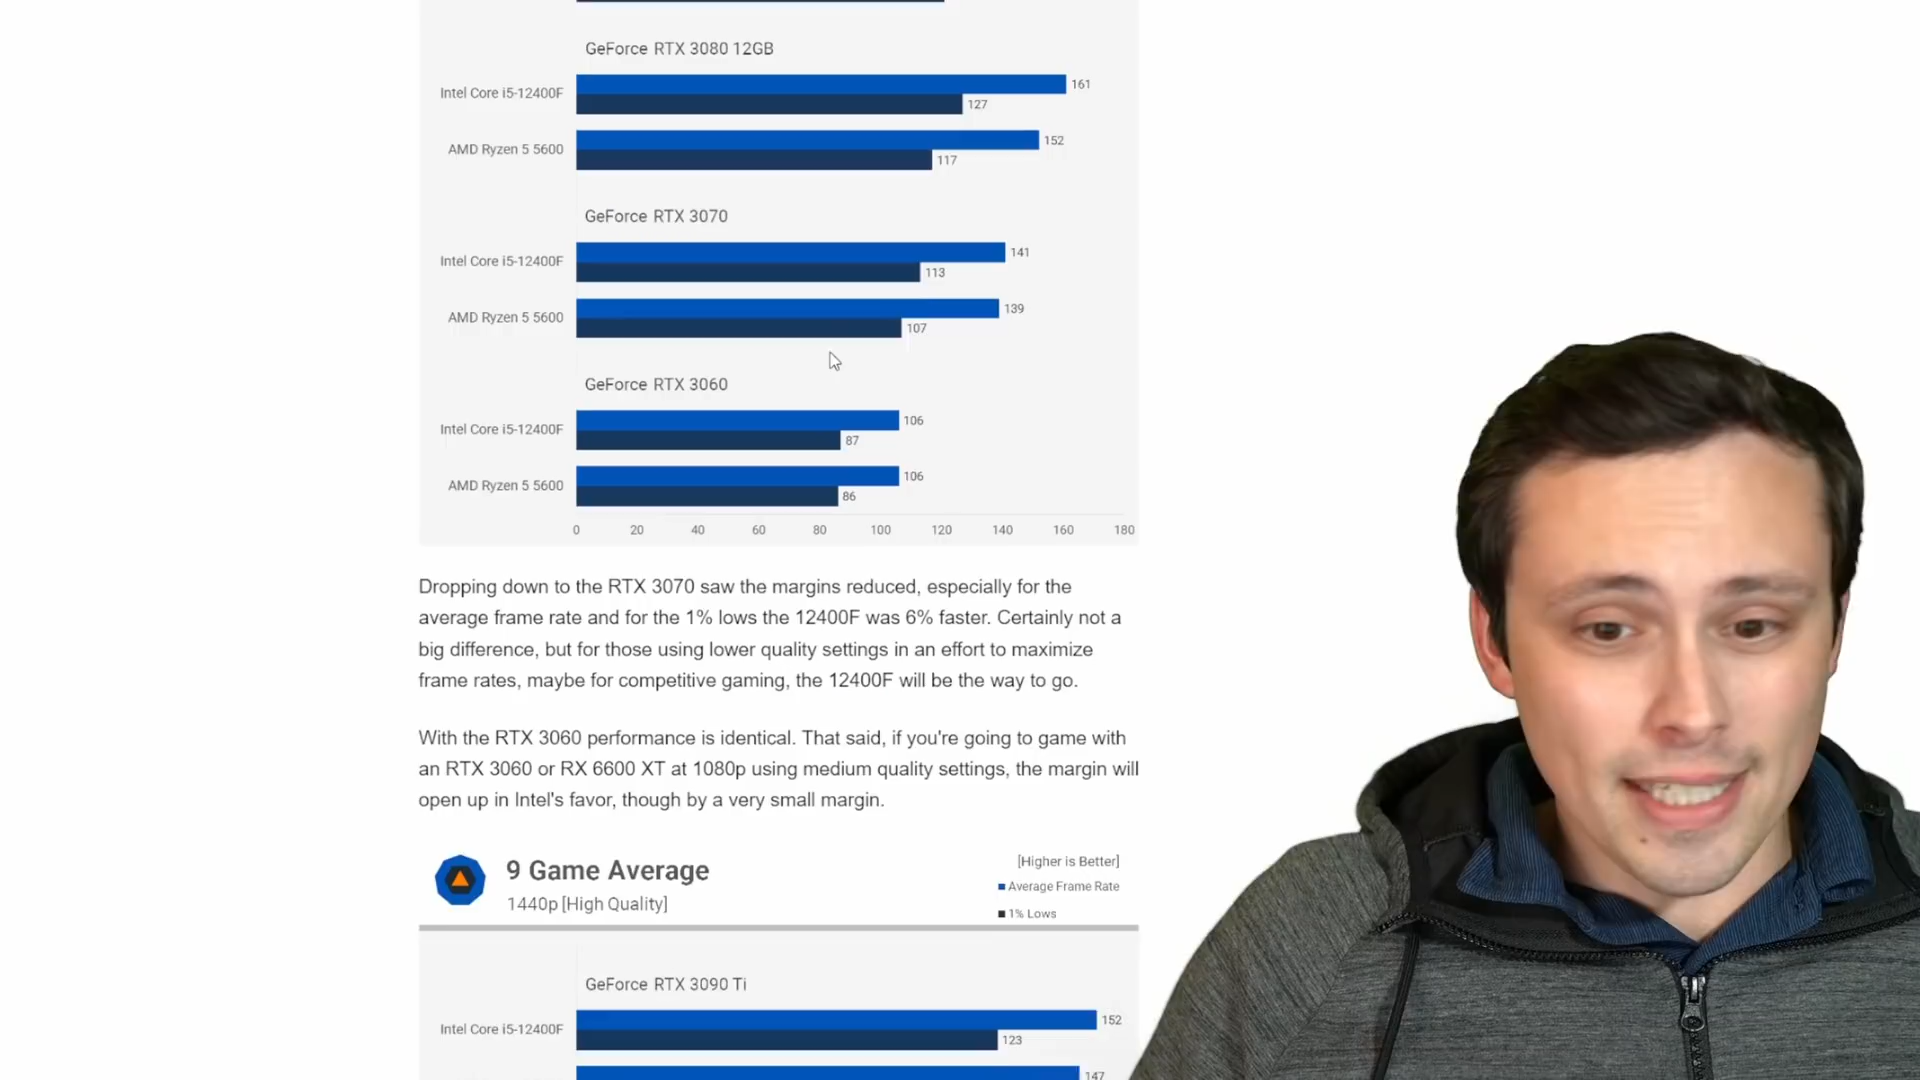 GeForce RTX 3080 12GB
Intel Core i5-12400F
161
127
AMD Ryzen 5 5600
152
117
GeForce RTX 3070
Intel Core i5-12400F
141
113
AMD Ryzen 5 5600
139
107
GeForce RTX 3060
Intel Core i5-12400F
106
87
AMD Ryzen 5 5600
106
86
0 20 40 60 80 100 120 140 160 180
Dropping down to the RTX 3070 saw the margins reduced, especially for the
average frame rate and for the 1% lows the 12400F was 6% faster. Certainly not a
big difference, but for those using lower quality settings in an effort to maximize
frame rates, maybe for competitive gaming, the 12400F will be the way to go.
With the RTX 3060 performance is identical. That said, if you're going to game with
an RTX 3060 or RX 6600 XT at 1080p using medium quality settings, the margin will
open up in Intel's favor, though by a very small margin.
9 Game Average
1440p [High Quality]
[Higher is Better]
Average Frame Rate
1% Lows
GeForce RTX 3090 Ti
Intel Core i5-12400F
152
123
147